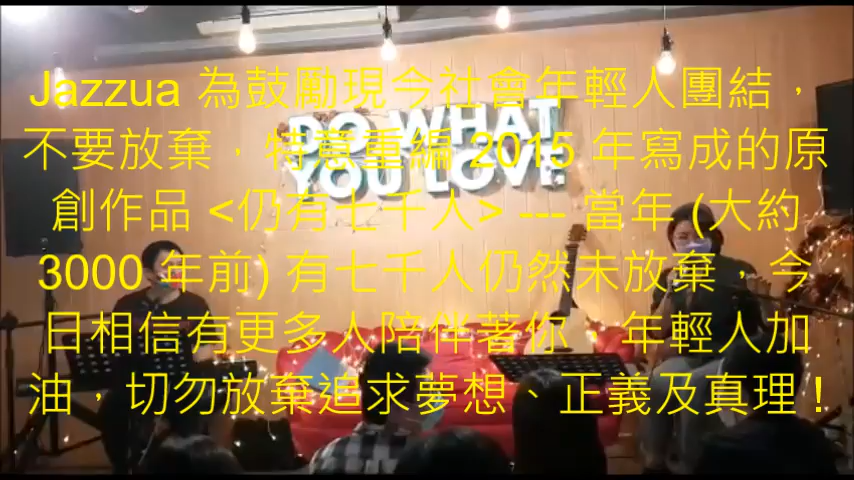 Jazzua 為鼓勵現今社會年輕人團結，
不要放棄，特意重編 2015 年寫成的原
創作品 <仍有七千人> --- 當年 (大約
3000 年前) 有七千人仍然未放棄，今
日相信有更多人陪伴著你，年輕人加
油，切勿放棄追求夢想、正義及真理 !
DO WHAT
YOU LOVE